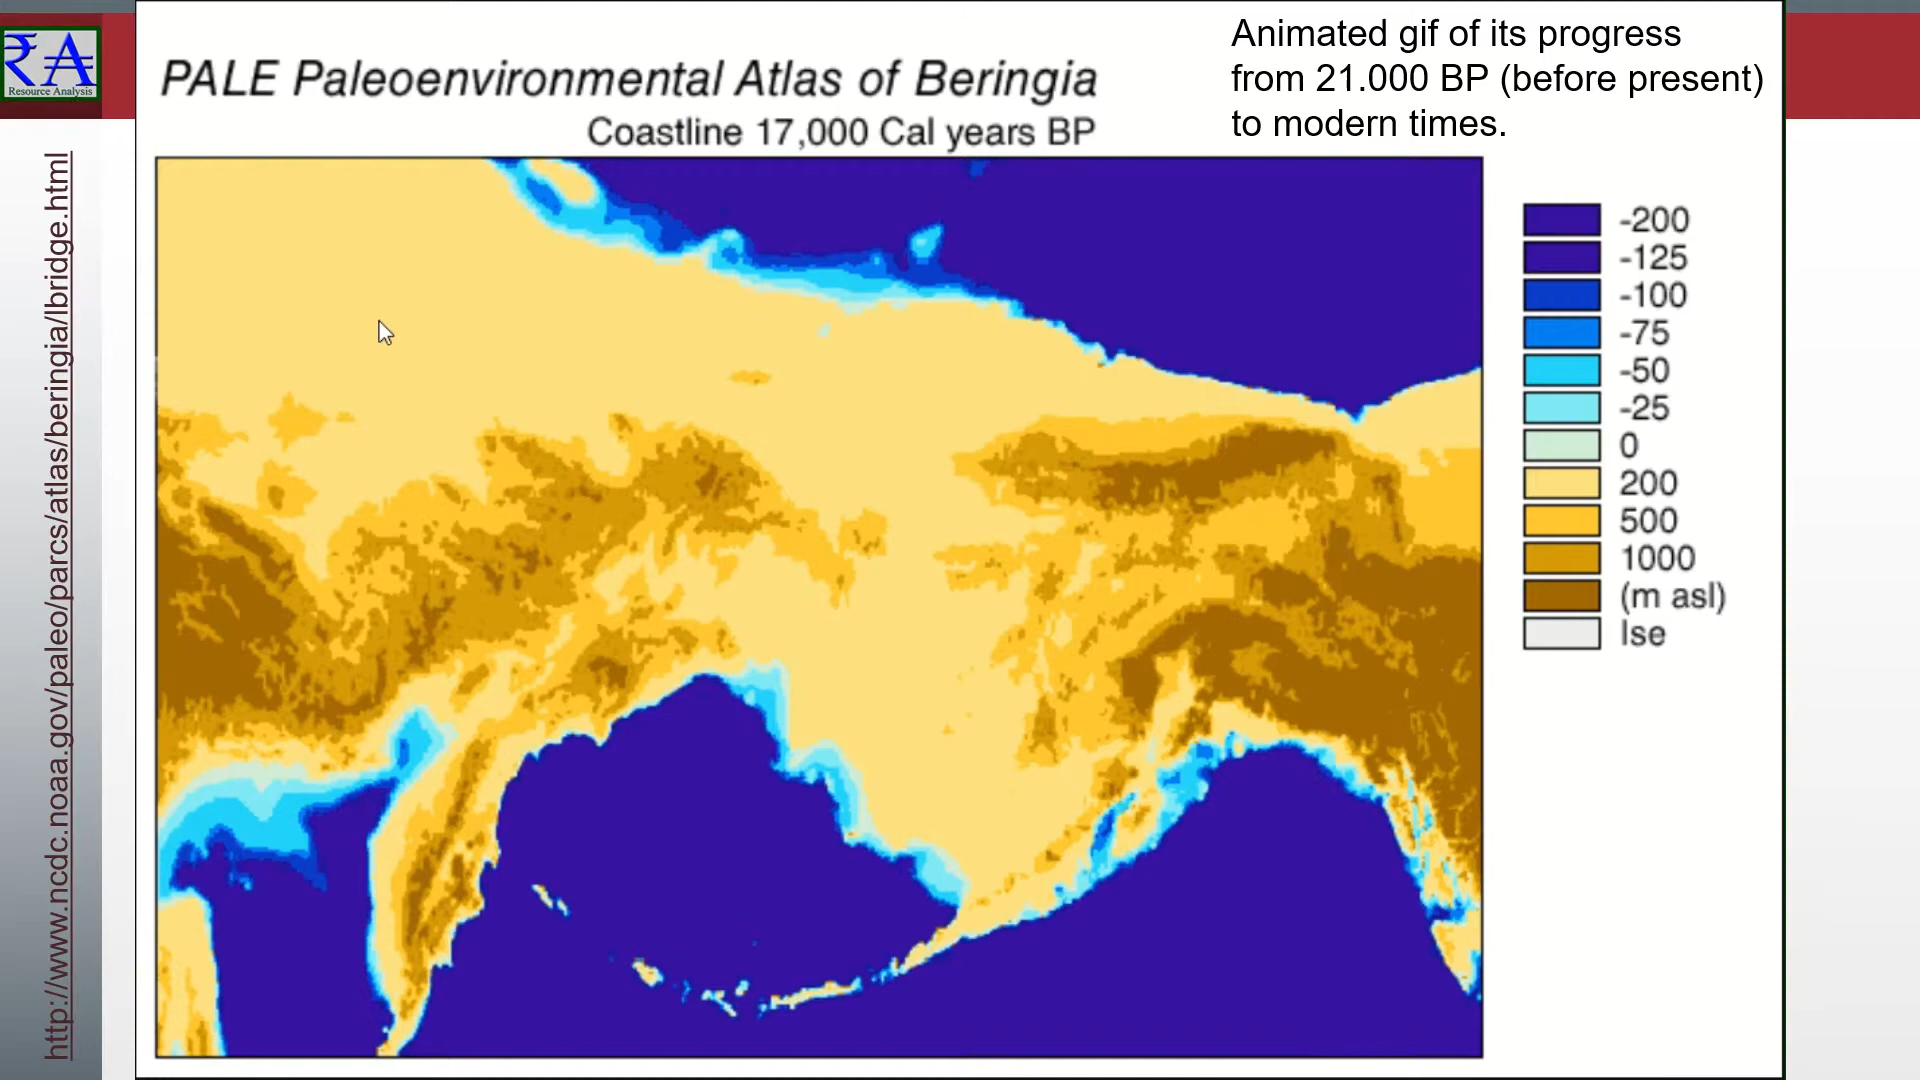 ₹A
Resource Analysis
Animated gif of its progress
from 21.000 BP (before present)
to modern times.
PALE Paleoenvironmental Atlas of Beringia
Coastline 17,000 Cal years BP
-200
-125
-100
-75
-50
-25
0
200
500
1000
(m asl)
Ise
http://www.ncdc.noaa.gov/paleo/parcs/atlas/beringia/lbridge.html